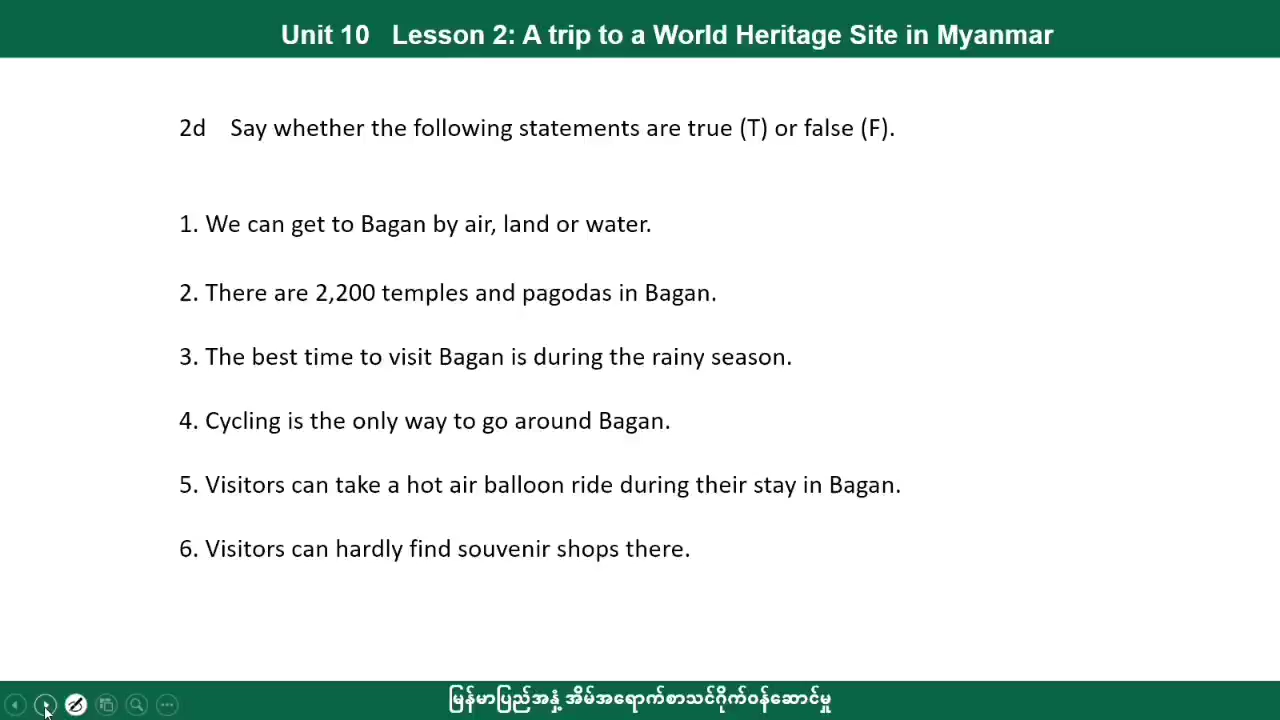 Unit 10 Lesson 2: A trip to a World Heritage Site in Myanmar
2d Say whether the following statements are true (T) or false (F).
1. We can get to Bagan by air, land or water.
2. There are 2,200 temples and pagodas in Bagan.
3. The best time to visit Bagan is during the rainy season.
4. Cycling is the only way to go around Bagan.
5. Visitors can take a hot air balloon ride during their stay in Bagan.
6. Visitors can hardly find souvenir shops there.
မြန်မာပြည်အနှံ့ အိမ်အရောက်စာသင်ဂိုက်ဝန်ဆောင်မှု